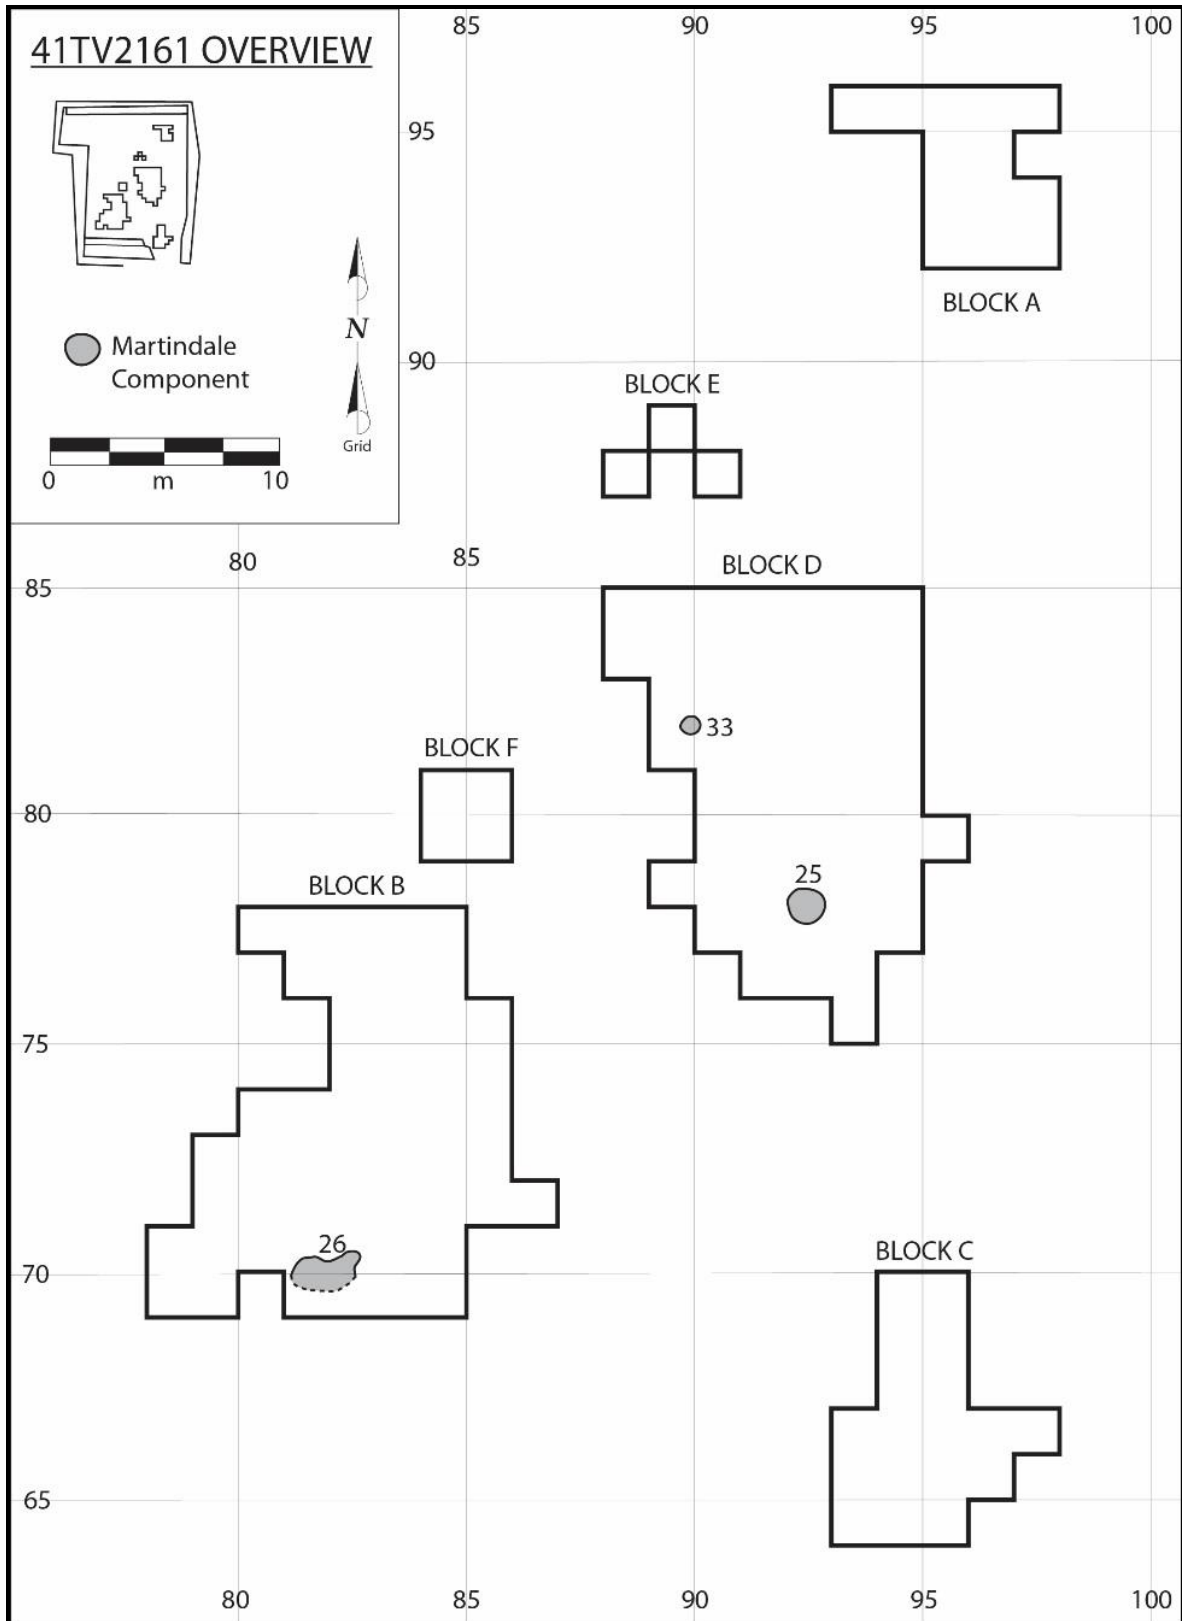 85 90 95 100
41TV2161 OVERVIEW
95
BLOCK A
Martindale
Component
N
Grid
0 m 10
90
BLOCK E
80 85
BLOCK D
85
33
BLOCK F
80
25
BLOCK B
75
26
BLOCK C
70
65
80 85 90 95 100